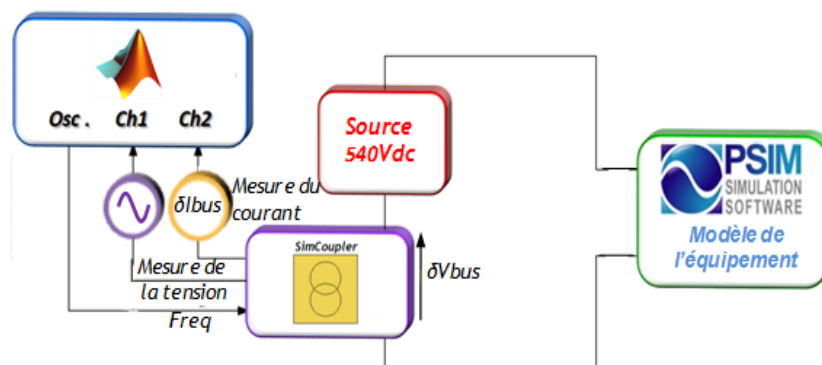 Osc . Ch1 Ch2
Source
540Vdc
PSIM
SIMULATION
SOFTWARE
Modèle de
l'équipement
δIbus
Mesure du
courant
SimCoupler
δVbus
Mesure de
la tension
Freq